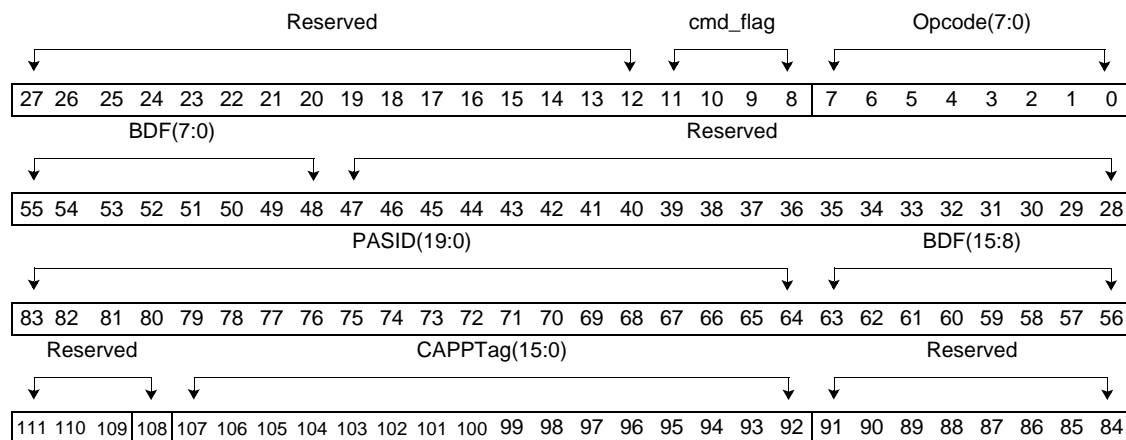 Reserved cmd_flag Opcode(7:0)
27 26 25 24 23 22 21 20 19 18 17 16 15 14 13 12 11 10 9 8 7 6 5 4 3 2 1 0
BDF(7:0) Reserved
55 54 53 52 51 50 49 48 47 46 45 44 43 42 41 40 39 38 37 36 35 34 33 32 31 30 29 28
PASID(19:0) BDF(15:8)
83 82 81 80 79 78 77 76 75 74 73 72 71 70 69 68 67 66 65 64 63 62 61 60 59 58 57 56
Reserved CAPPTag(15:0) Reserved
111 110 109 108 107 106 105 104 103 102 101 100 99 98 97 96 95 94 93 92 91 90 89 88 87 86 85 84